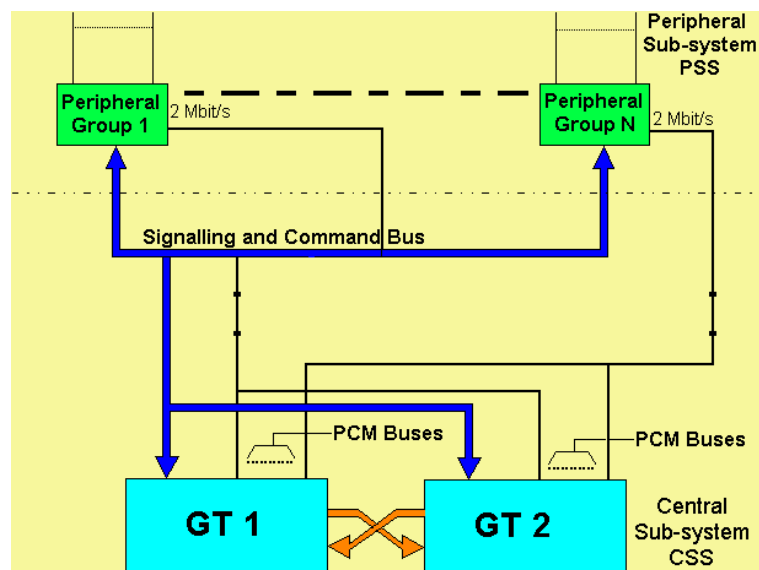 Peripheral
Sub-system
PSS
Peripheral
Group 1
2 Mbit/s
Peripheral
Group N
2 Mbit/s
Signalling and Command Bus
PCM Buses
PCM Buses
GT 1
GT 2
Central
Sub-system
CSS